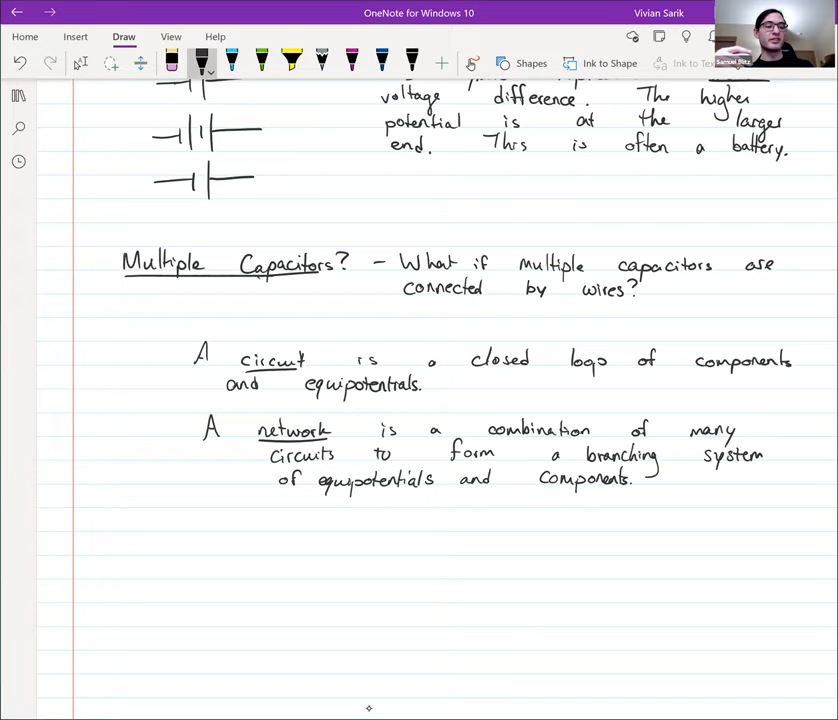 OneNote for Windows 10
Vivian Sarik
Home Insert Draw View Help
Shapes
Ink to Shape
Ink to Tex
voltage difference. The higher
potential is at the larger
end. This is often a battery.
Multiple Capacitors? - What if multiple capacitors are
connected by wires?
A circuit is a closed loop of components
and equipotentials.
A network is a combination of many
circuits to form a branching system
of equipotentials and components.